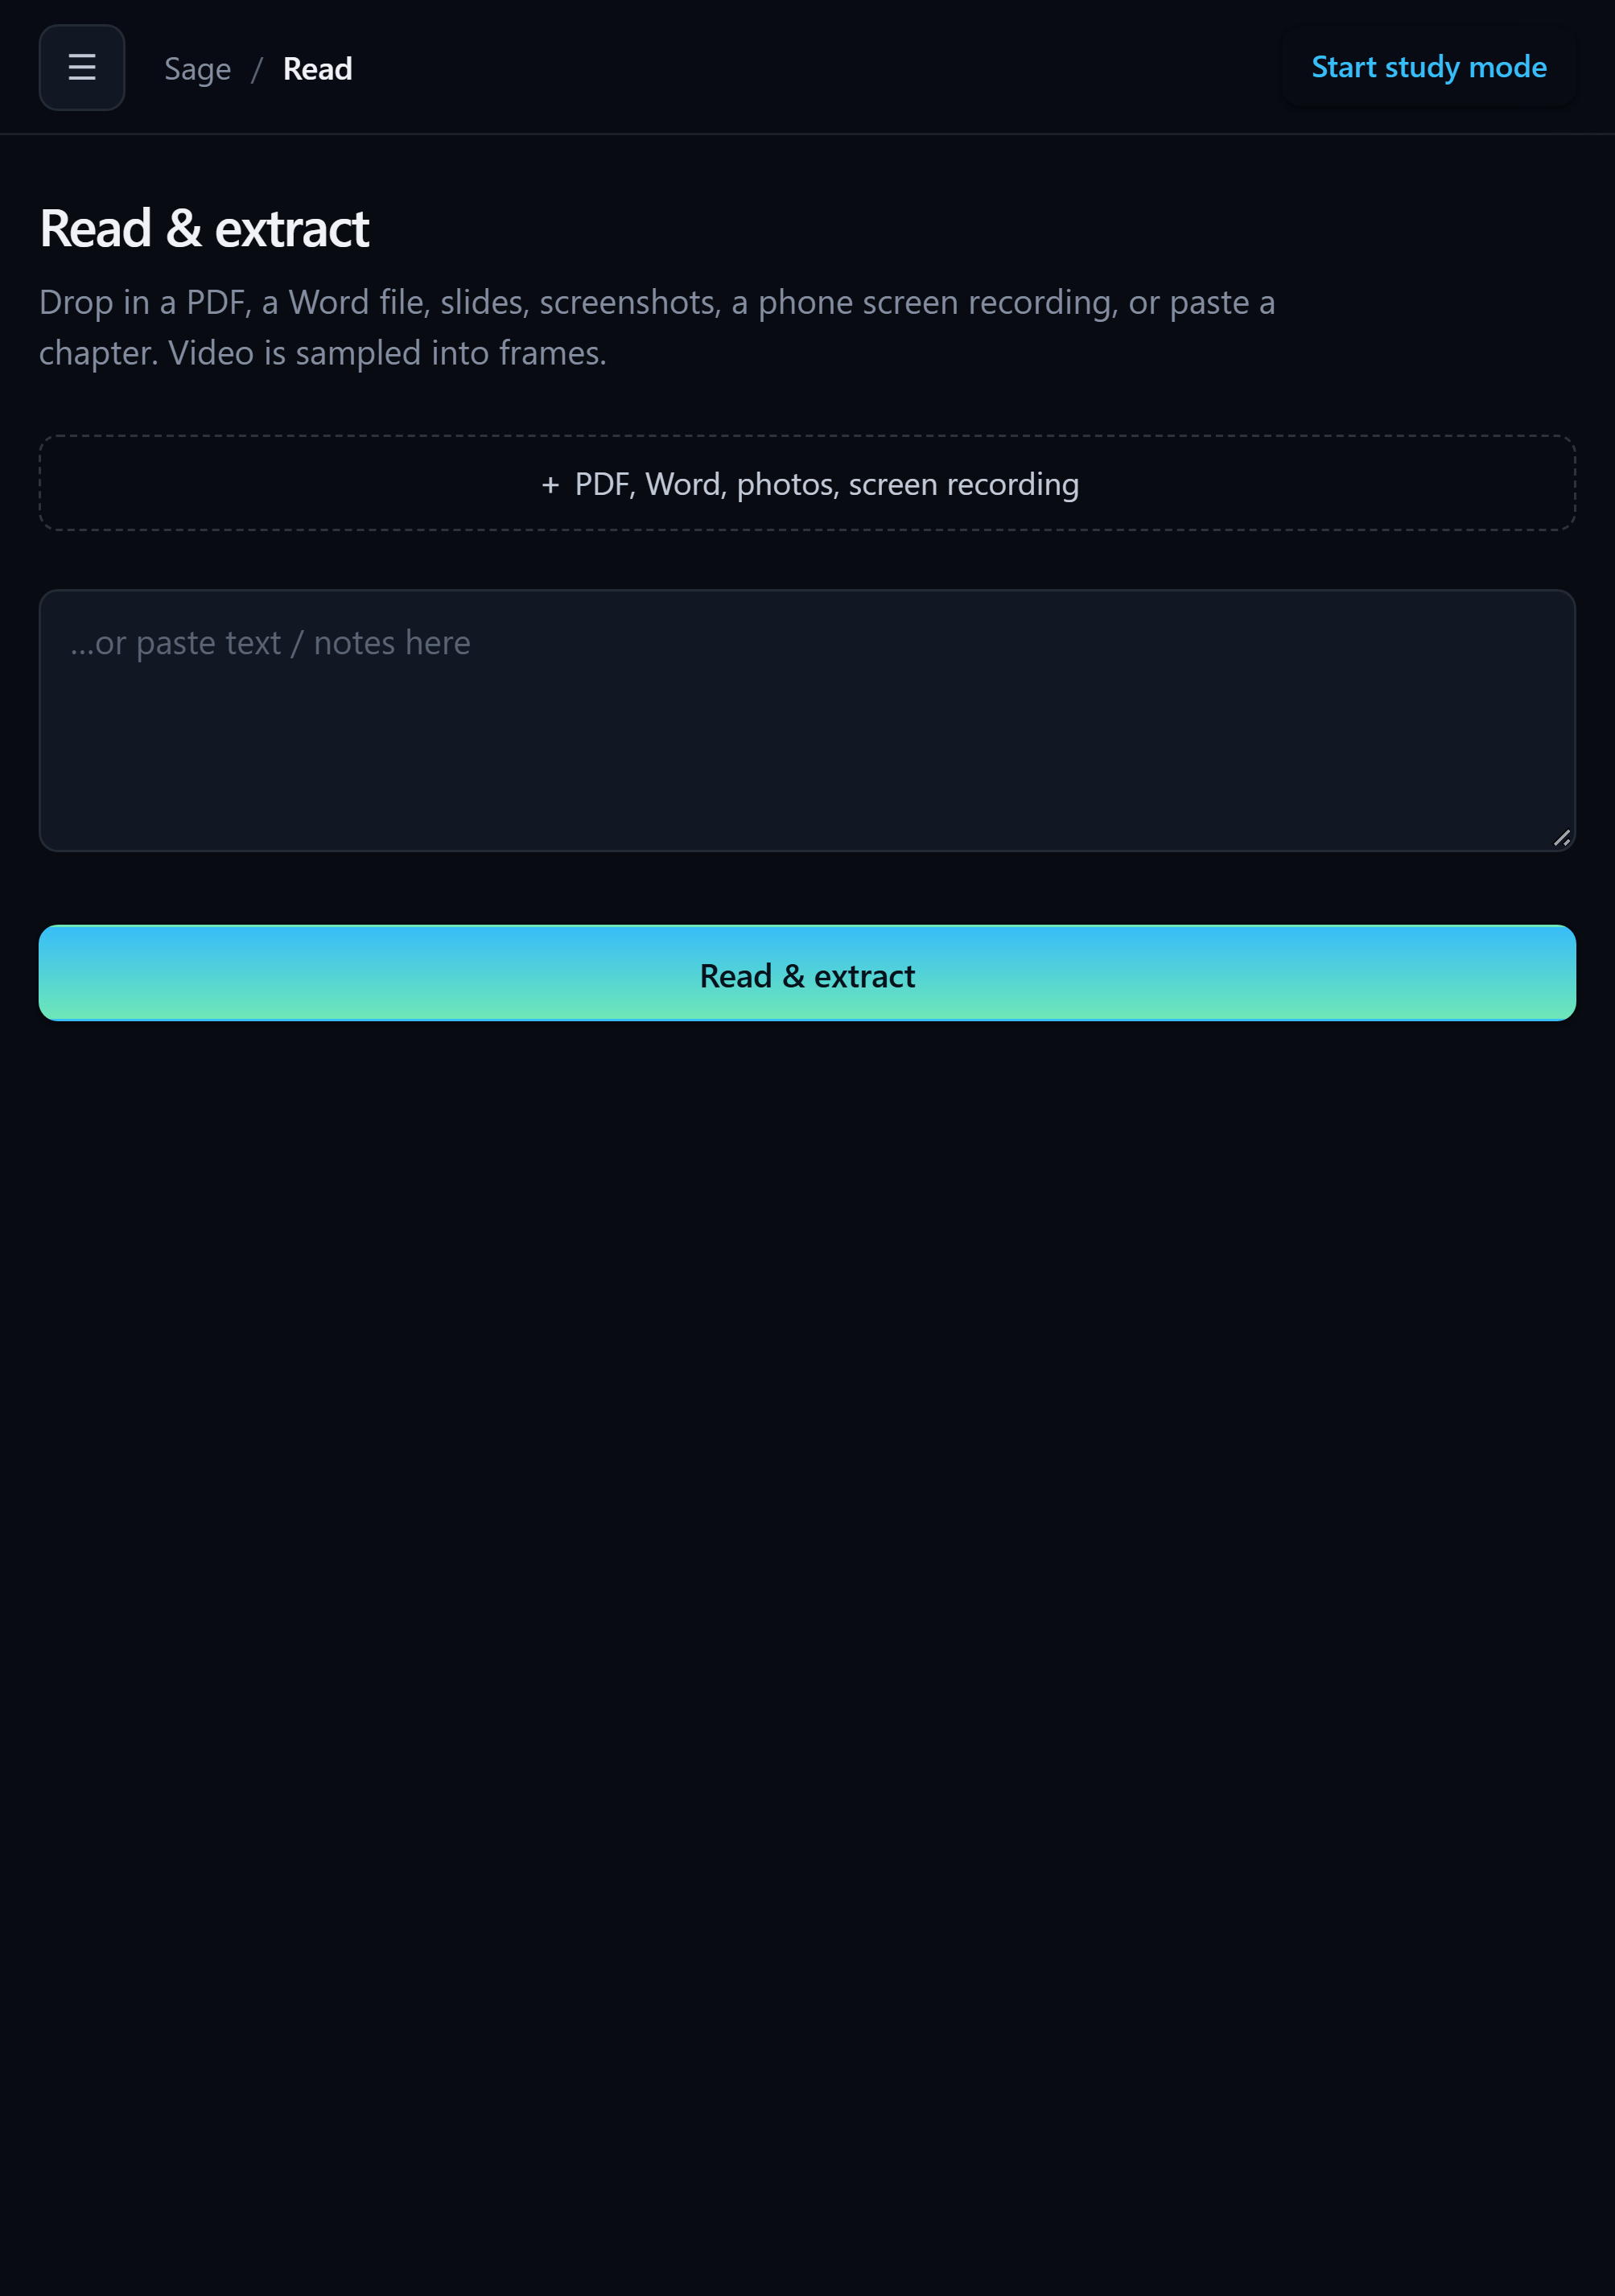 ☰ Sage / Read Start study mode
Read & extract
Drop in a PDF, a Word file, slides, screenshots, a phone screen recording, or paste a
chapter. Video is sampled into frames.
+ PDF, Word, photos, screen recording
...or paste text / notes here
Read & extract